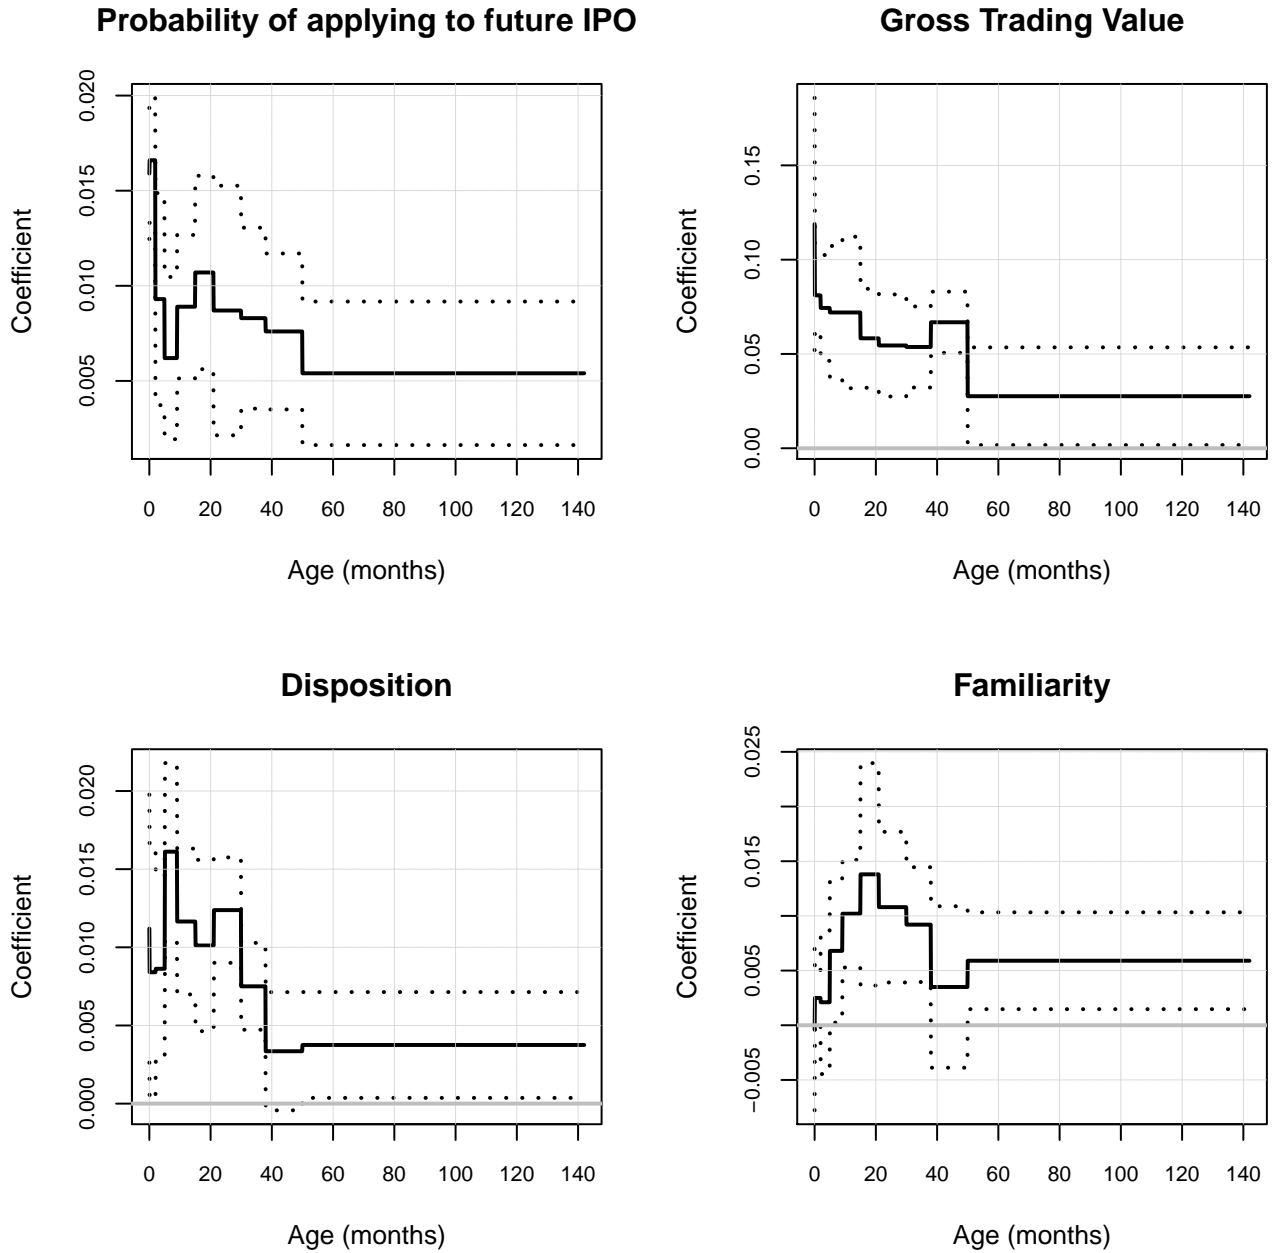 Probability of applying to future IPO
0.020
0.015
0.010
0.005
Coefficient
0 20 40 60 80 100 120 140
Age (months)
Gross Trading Value
0.15
0.10
0.05
0.00
Coefficient
0 20 40 60 80 100 120 140
Age (months)
Disposition
0.020
0.015
0.010
0.005
0.000
Coefficient
0 20 40 60 80 100 120 140
Age (months)
Familiarity
0.025
0.015
0.005
−0.005
Coefficient
0 20 40 60 80 100 120 140
Age (months)